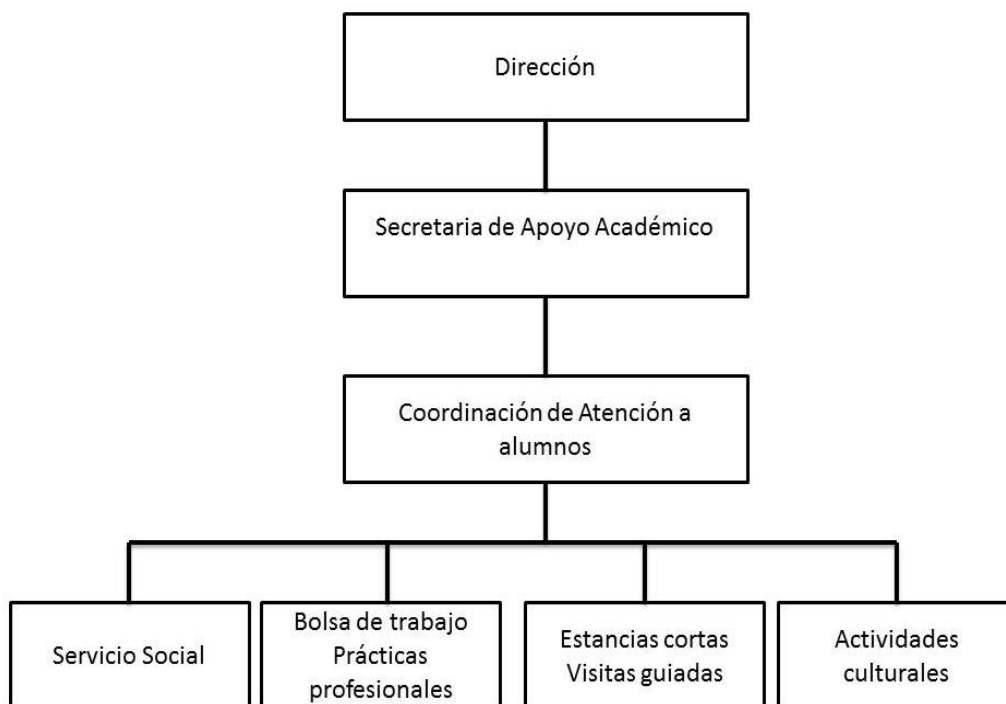 Dirección
Secretaria de Apoyo Académico
Coordinación de Atención a
alumnos
Servicio Social
Bolsa de trabajo
Prácticas
profesionales
Estancias cortas
Visitas guiadas
Actividades
culturales